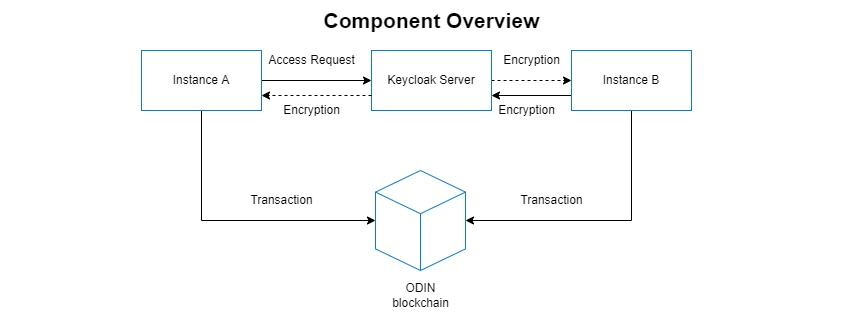 Component Overview
Access Request
Encryption
Instance A
Keycloak Server
Instance B
Encryption
Encryption
Transaction
Transaction
ODIN
blockchain